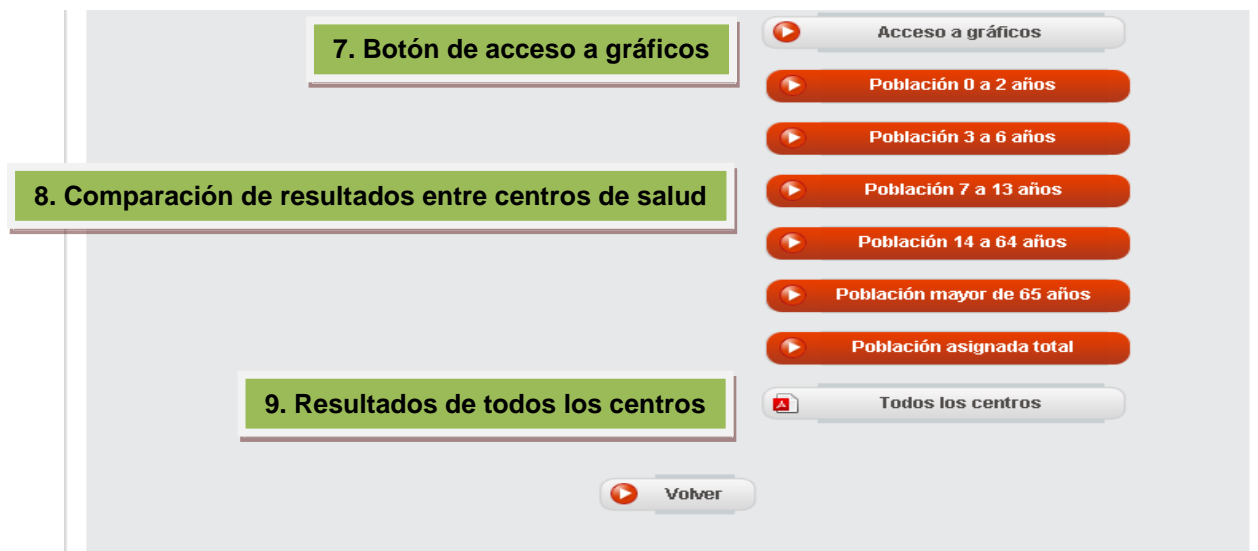 7. Botón de acceso a gráficos
Acceso a gráficos
Población 0 a 2 años
Población 3 a 6 años
8. Comparación de resultados entre centros de salud
Población 7 a 13 años
Población 14 a 64 años
Población mayor de 65 años
Población asignada total
9. Resultados de todos los centros
Todos los centros
Volver